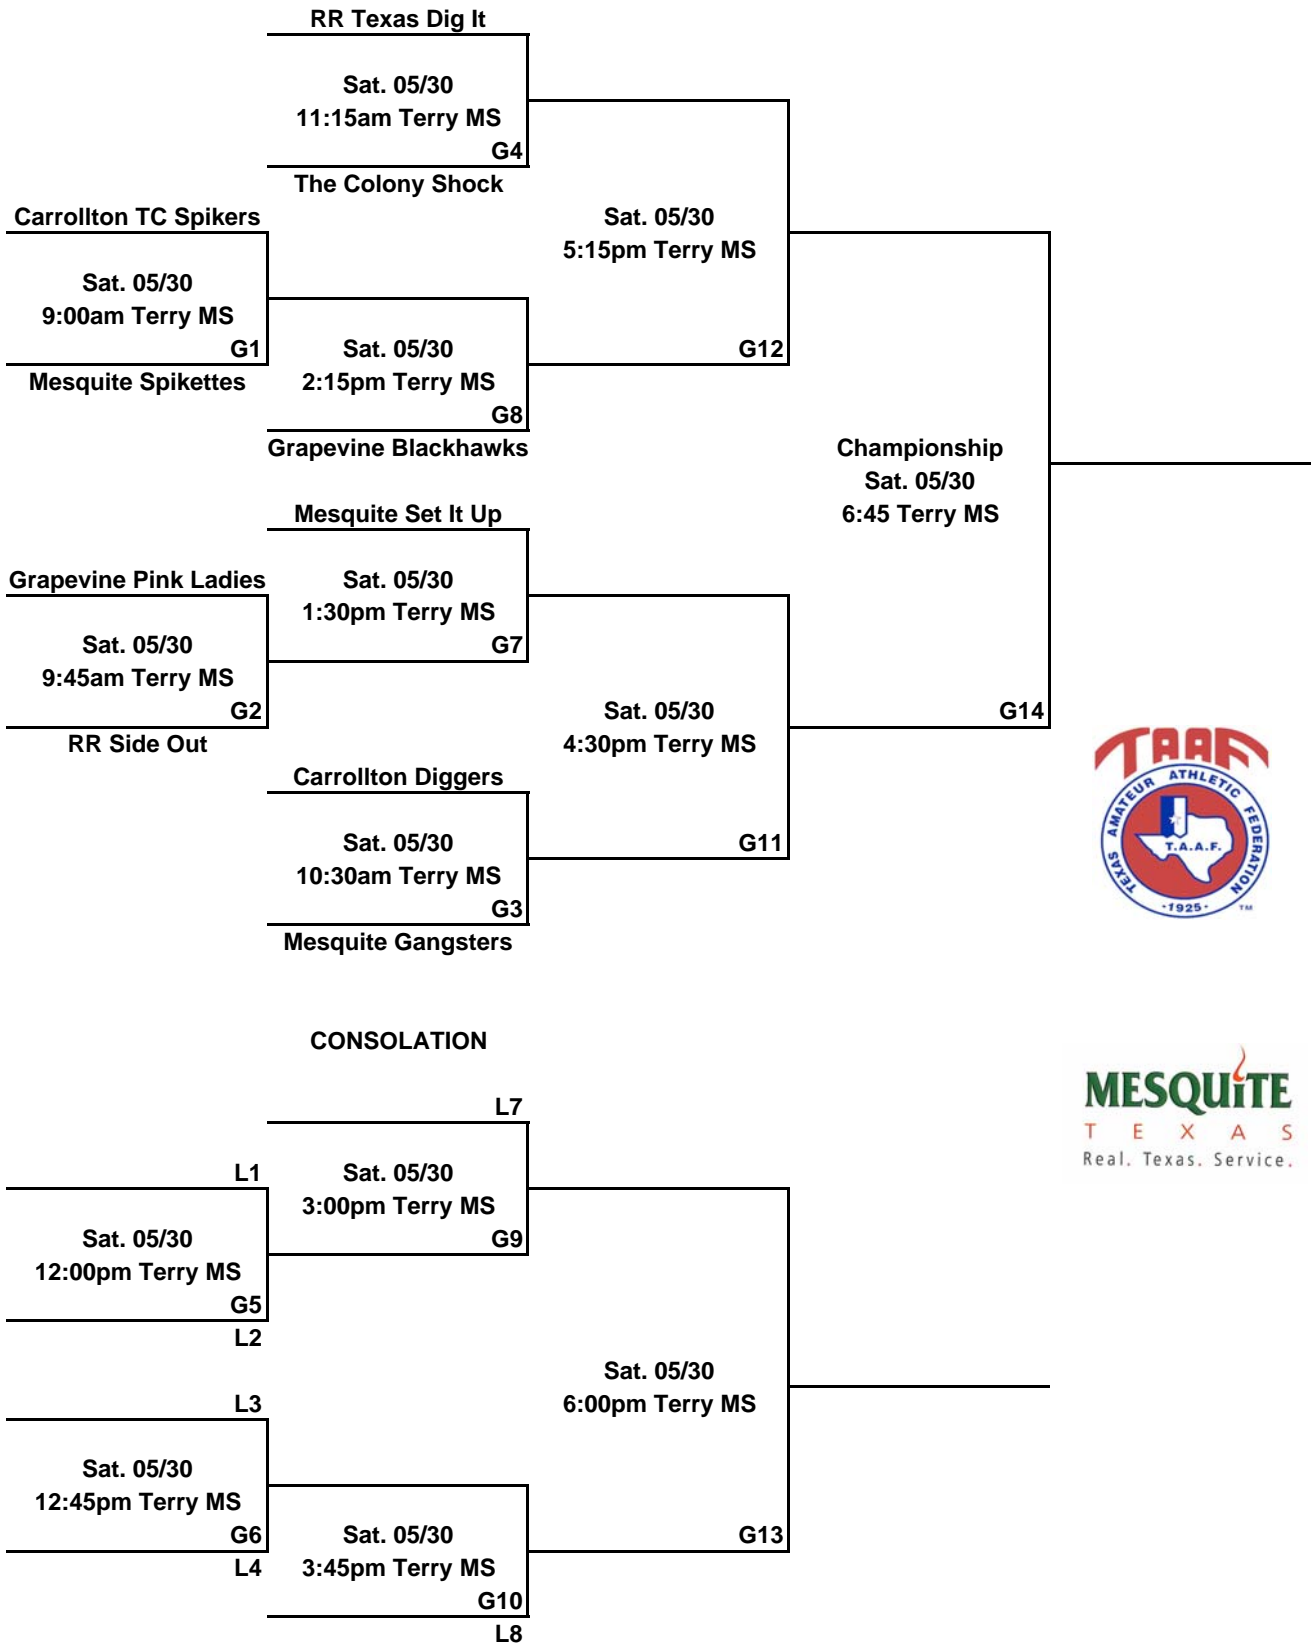 RR Texas Dig It
Sat. 05/30
11:15am Terry MS
G4
The Colony Shock
Carrollton TC Spikers
Sat. 05/30
9:00am Terry MS
G1
Mesquite Spikettes
Sat. 05/30
2:15pm Terry MS
G8
Grapevine Blackhawks
Sat. 05/30
5:15pm Terry MS
G12
Championship
Sat. 05/30
6:45 Terry MS
G14
Mesquite Set It Up
Sat. 05/30
1:30pm Terry MS
G7
Grapevine Pink Ladies
Sat. 05/30
9:45am Terry MS
G2
RR Side Out
Sat. 05/30
4:30pm Terry MS
G11
Carrollton Diggers
Sat. 05/30
10:30am Terry MS
G3
Mesquite Gangsters
TAAF
TEXAS AMATEUR ATHLETIC FEDERATION
T.A.A.F.
·1925·
TM
CONSOLATION
L7
Sat. 05/30
3:00pm Terry MS
G9
L1
Sat. 05/30
12:00pm Terry MS
G5
L2
MESQUiTE
TEXAS
Real. Texas. Service.
Sat. 05/30
6:00pm Terry MS
G13
L3
Sat. 05/30
12:45pm Terry MS
G6
L4
Sat. 05/30
3:45pm Terry MS
G10
L8